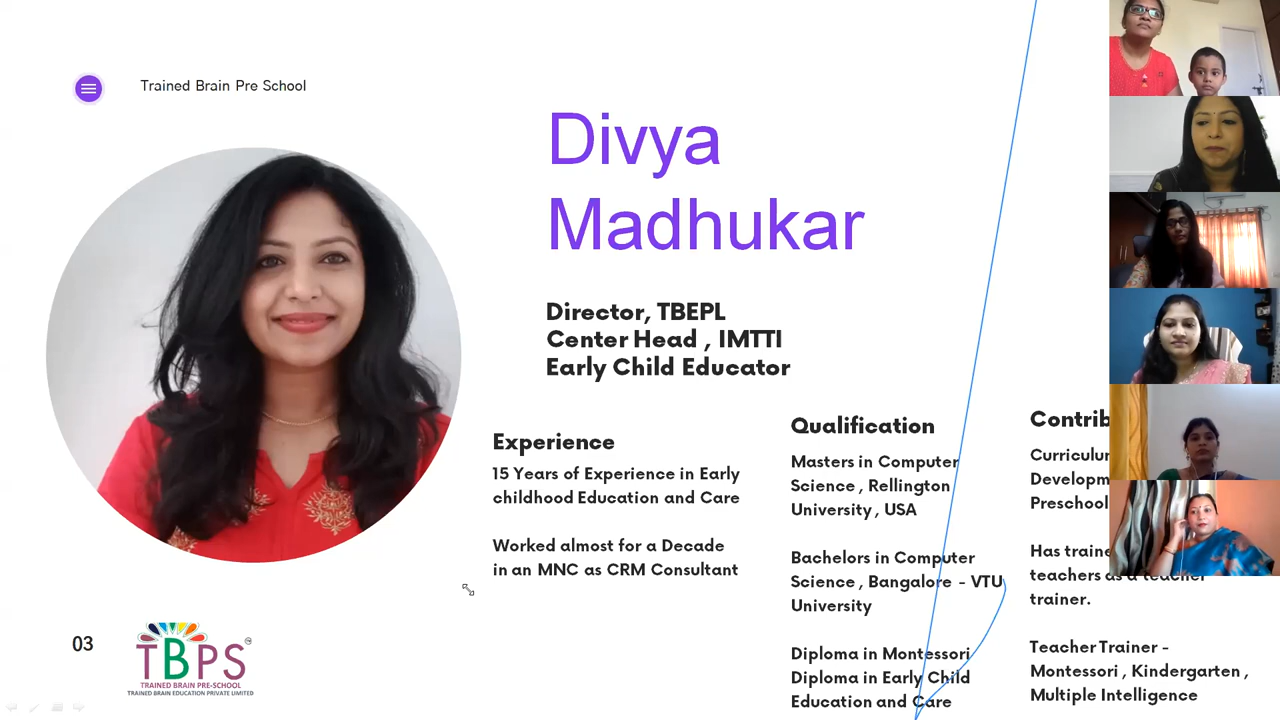 Trained Brain Pre School
Divya
Madhukar
Director, TBEPL
Center Head , IMTTI
Early Child Educator
Experience
15 Years of Experience in Early
childhood Education and Care
Worked almost for a Decade
in an MNC as CRM Consultant
Qualification
Masters in Computer
Science , Rellington
University , USA
Bachelors in Computer
Science , Bangalore - VTU
University
Diploma in Montessori
Diploma in Early Child
Education and Care
Preschool
Has
teachers as a teacher
trainer.
Teacher Trainer -
Montessori , Kindergarten ,
Multiple Intelligence
03
TBPS
TRAINED BRAIN PRE-SCHOOL
TRAINED BRAIN EDUCATION PRIVATE LIMITED